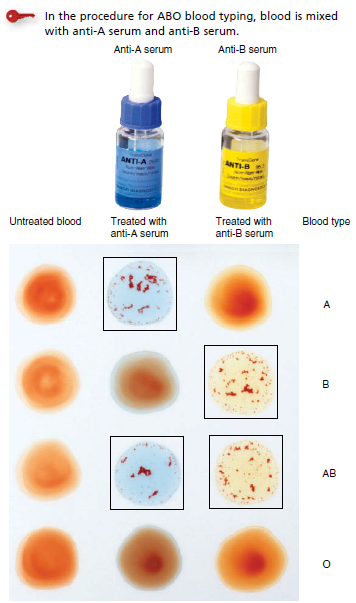 In the procedure for ABO blood typing, blood is mixed
with anti-A serum and anti-B serum.
Anti-A serum
Anti-B serum
ANTI-A
ANTI-B
Untreated blood
Treated with
anti-A serum
Treated with
anti-B serum
Blood type
A
B
AB
O